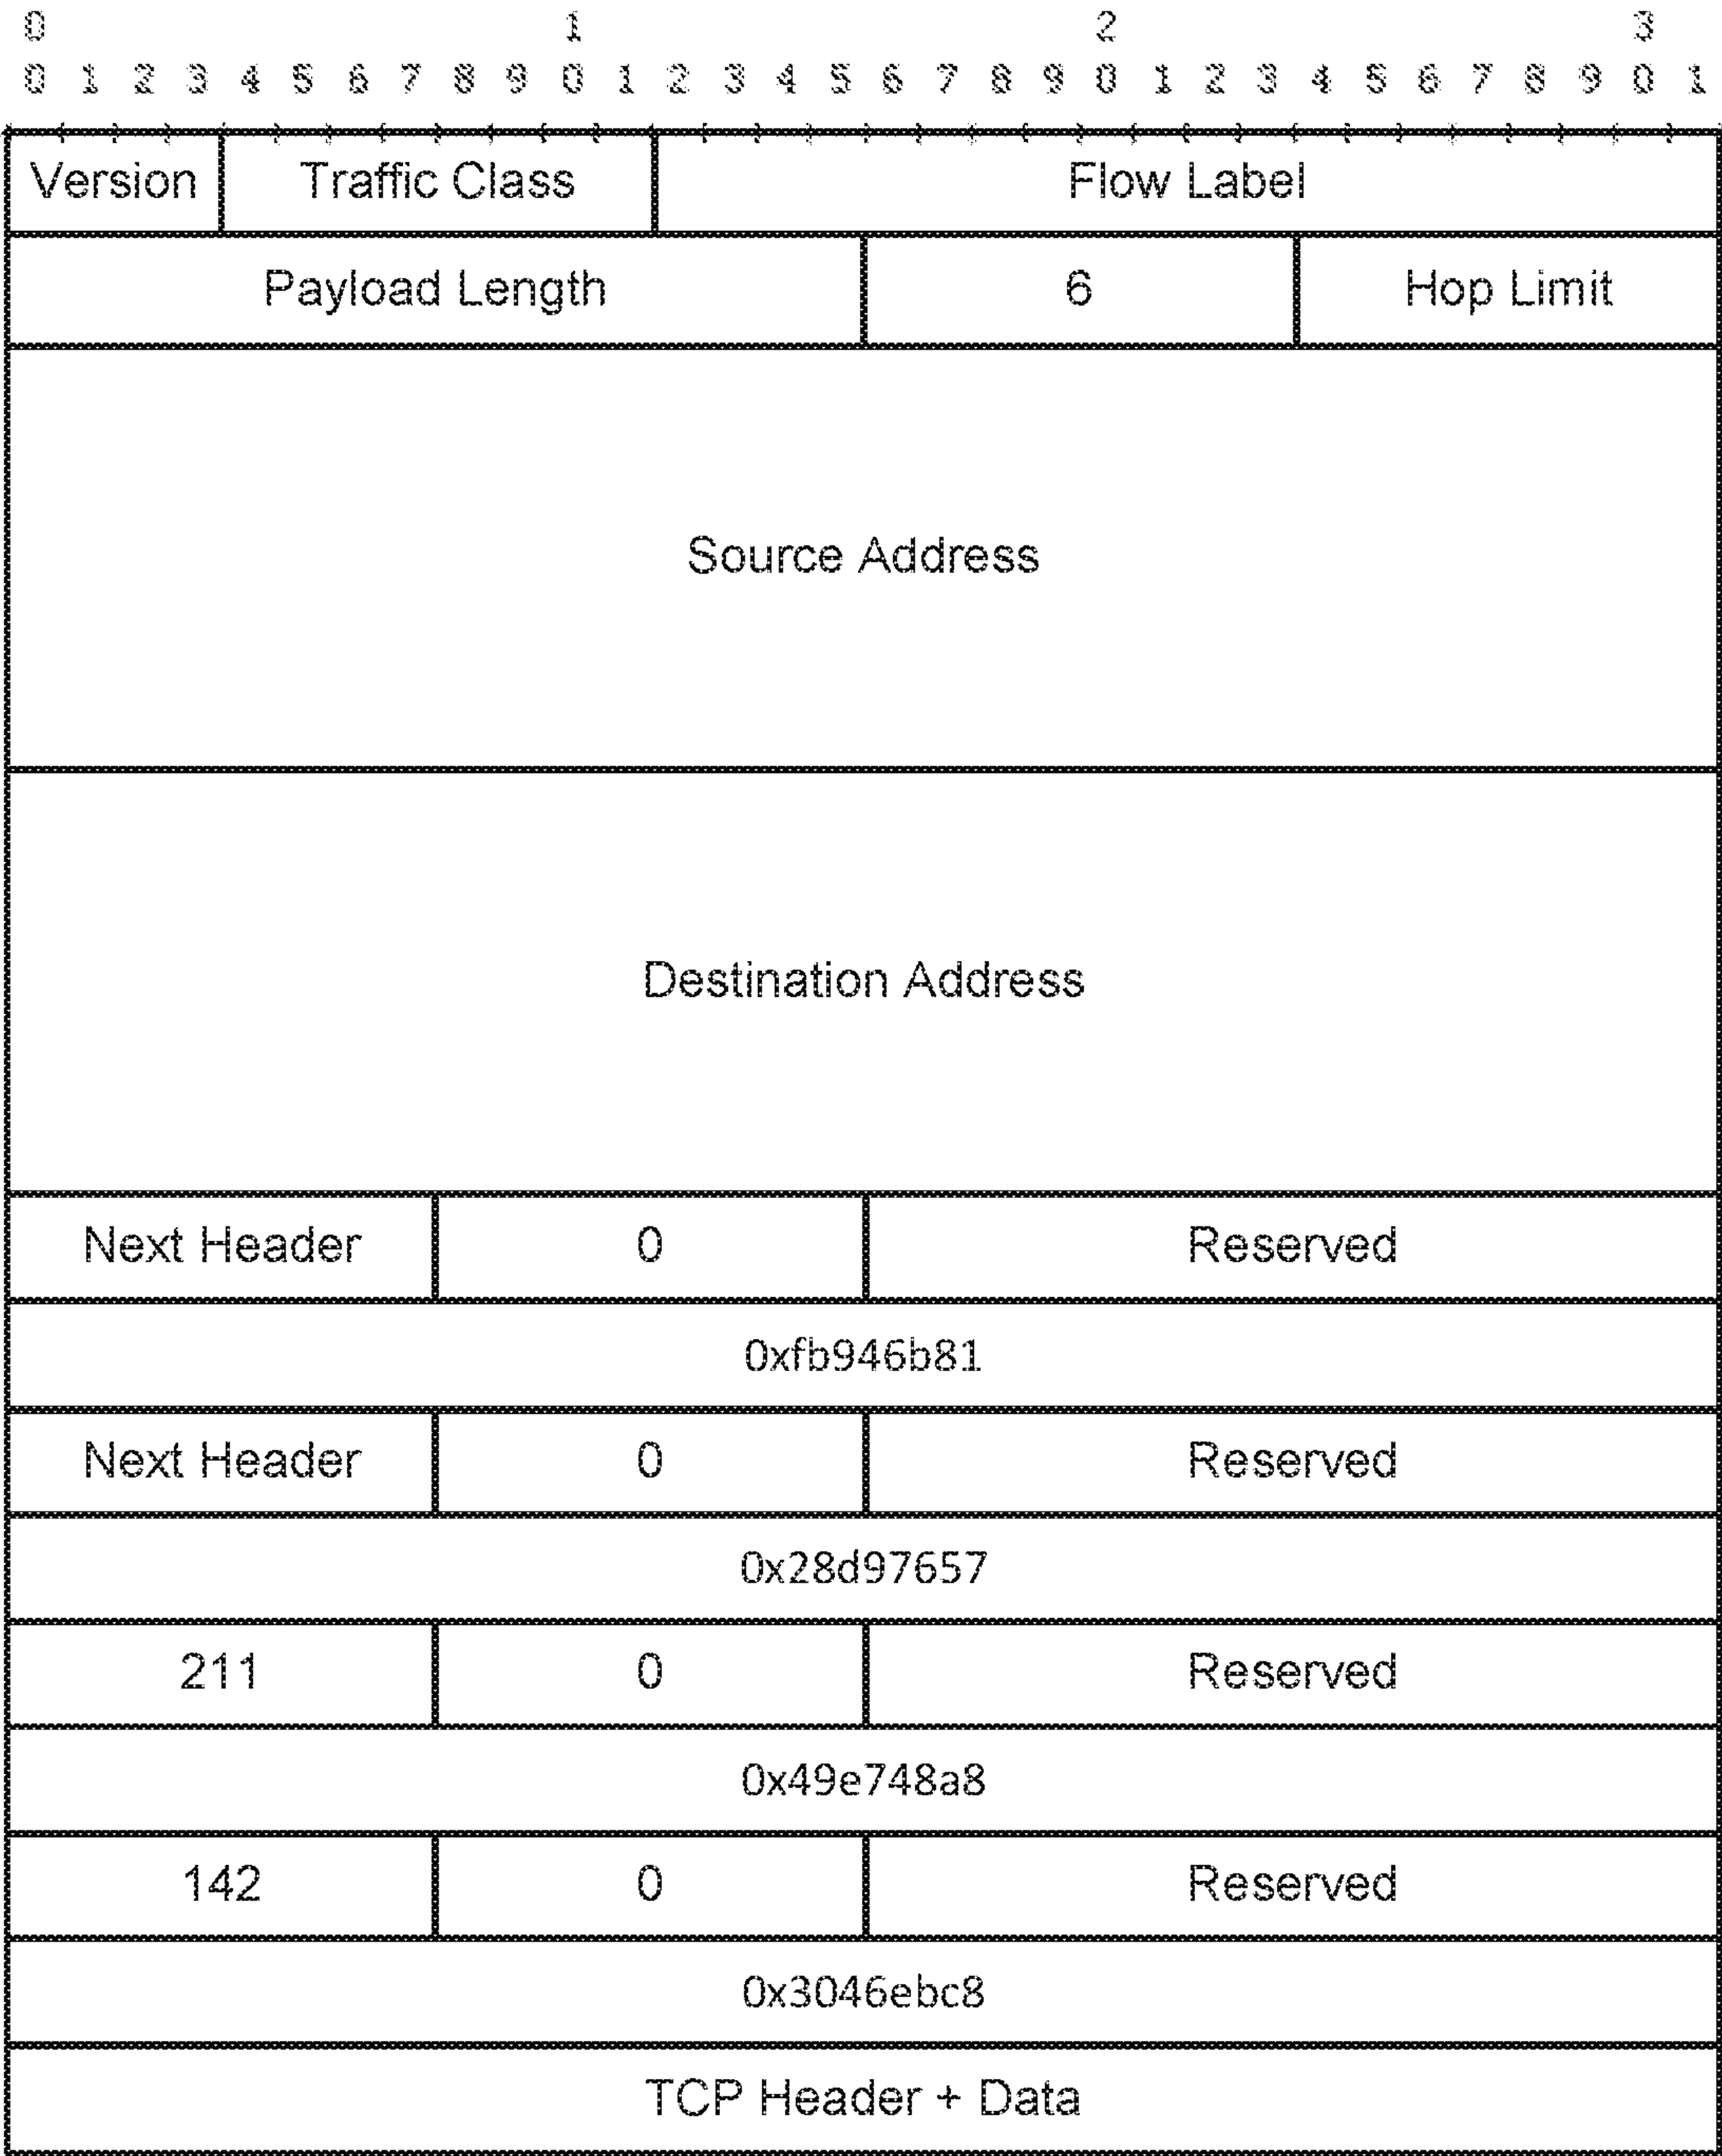 0 1 2 3
0 1 2 3 4 5 6 7 8 9 0 1 2 3 4 5 6 7 8 9 0 1 2 3 4 5 6 7 8 9 0 1
Version Traffic Class Flow Label
Payload Length 6 Hop Limit
Source Address
Destination Address
Next Header 0 Reserved
0xfb946b81
Next Header 0 Reserved
0x28d97657
211 0 Reserved
0x49e748a8
142 0 Reserved
0x3046ebc8
TCP Header + Data